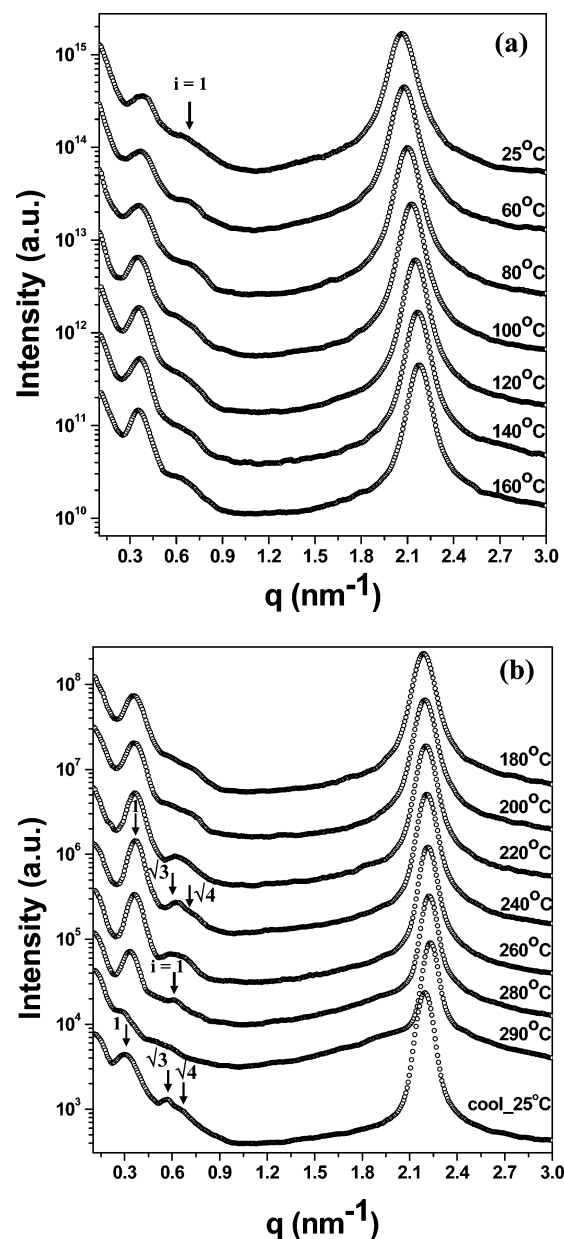 (a)
i = 1
10^15
10^14
10^13
10^12
10^11
10^10
Intensity (a.u.)
25°C
60°C
80°C
100°C
120°C
140°C
160°C
0.3 0.6 0.9 1.2 1.5 1.8 2.1 2.4 2.7 3.0
q (nm^-1)
(b)
10^8
10^7
10^6
10^5
10^4
10^3
Intensity (a.u.)
180°C
200°C
220°C
240°C
260°C
280°C
290°C
cool_25°C
1
√3
√4
i = 1
1
√3
√4
0.3 0.6 0.9 1.2 1.5 1.8 2.1 2.4 2.7 3.0
q (nm^-1)